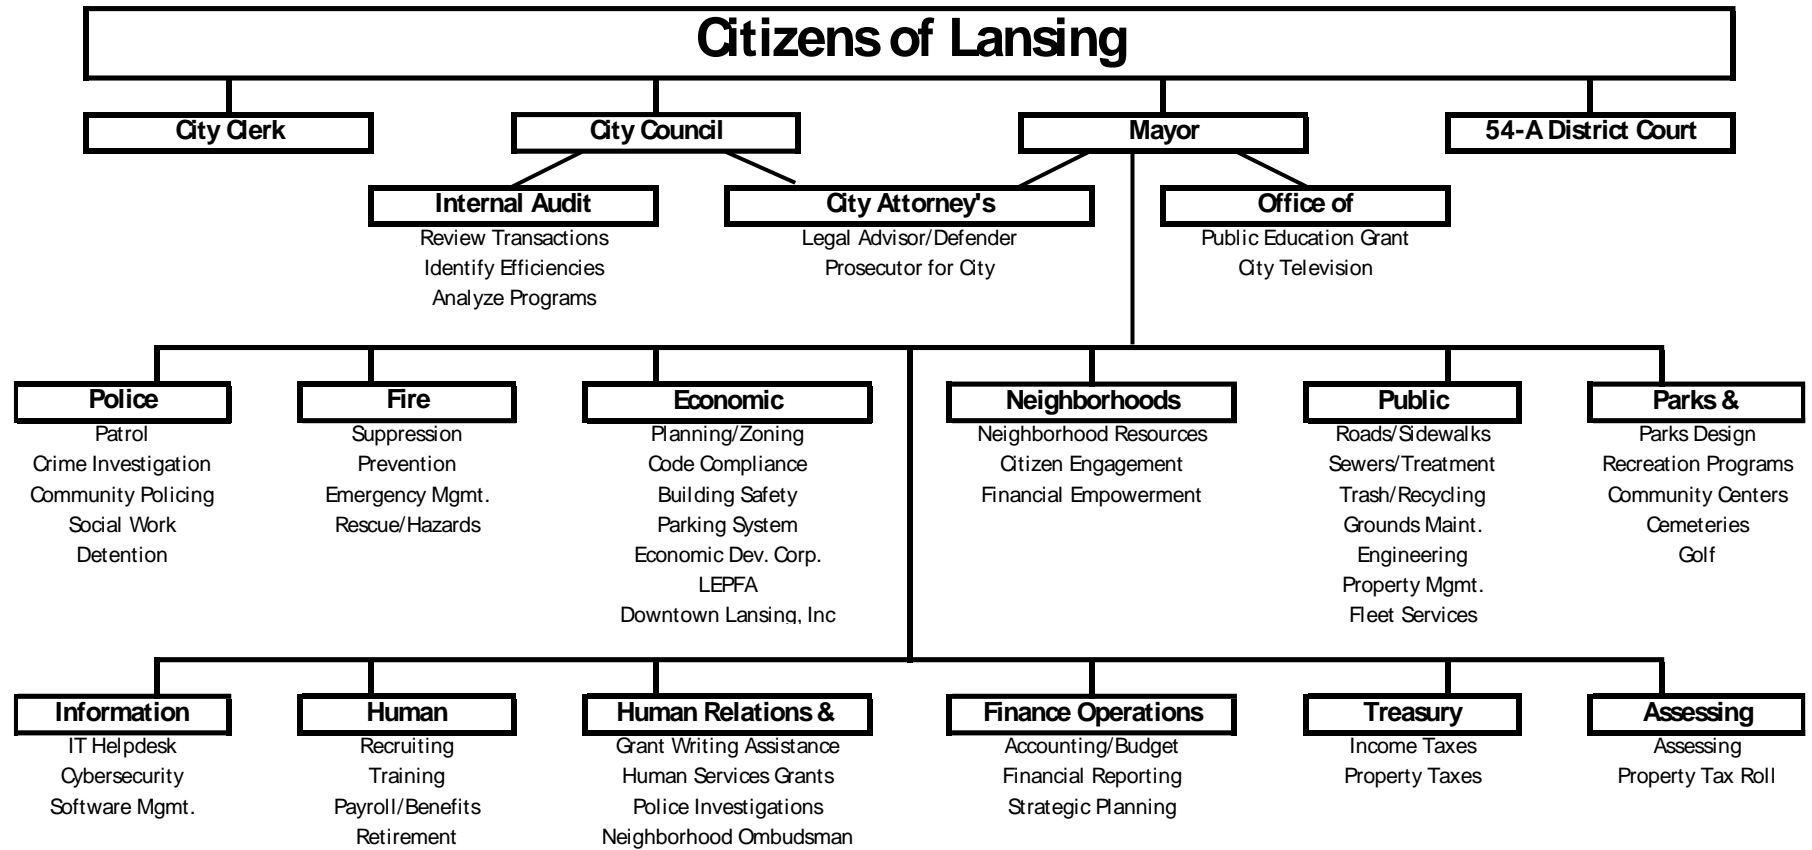 Citizens of Lansing
City Clerk
City Council
Mayor
54-A District Court
Internal Audit
Review Transactions
Identify Efficiencies
Analyze Programs
City Attorney's
Legal Advisor/Defender
Prosecutor for City
Office of
Public Education Grant
City Television
Police
Patrol
Crime Investigation
Community Policing
Social Work
Detention
Fire
Suppression
Prevention
Emergency Mgmt.
Rescue/Hazards
Economic
Planning/Zoning
Code Compliance
Building Safety
Parking System
Economic Dev. Corp.
LEPFA
Downtown Lansing, Inc
Neighborhoods
Neighborhood Resources
Citizen Engagement
Financial Empowerment
Public
Roads/Sidewalks
Sewers/Treatment
Trash/Recycling
Grounds Maint.
Engineering
Property Mgmt.
Fleet Services
Parks &
Parks Design
Recreation Programs
Community Centers
Cemeteries
Golf
Information
IT Helpdesk
Cybersecurity
Software Mgmt.
Human
Recruiting
Training
Payroll/Benefits
Retirement
Human Relations &
Grant Writing Assistance
Human Services Grants
Police Investigations
Neighborhood Ombudsman
Finance Operations
Accounting/Budget
Financial Reporting
Strategic Planning
Treasury
Income Taxes
Property Taxes
Assessing
Assessing
Property Tax Roll